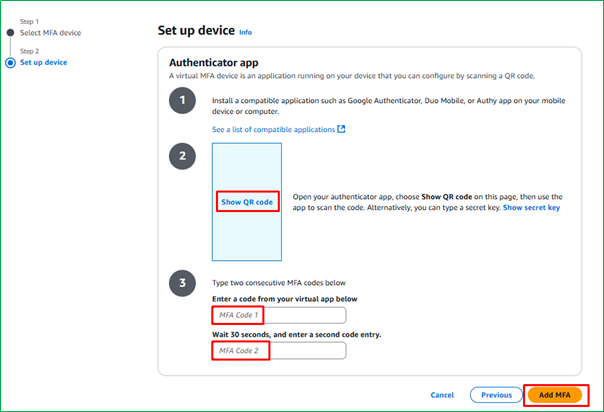 Step 1
Select MFA device
Step 2
Set up device
Set up device Info
Authenticator app
A virtual MFA device is an application running on your device that you can configure by scanning a QR code.
1
Install a compatible application such as Google Authenticator, Duo Mobile, or Authy app on your mobile
device or computer.
See a list of compatible applications
2
Show QR code
Open your authenticator app, choose Show QR code on this page, then use the
app to scan the code. Alternatively, you can type a secret key. Show secret key
3
Type two consecutive MFA codes below
Enter a code from your virtual app below
MFA Code 1
Wait 30 seconds, and enter a second code entry.
MFA Code 2
Cancel Previous Add MFA